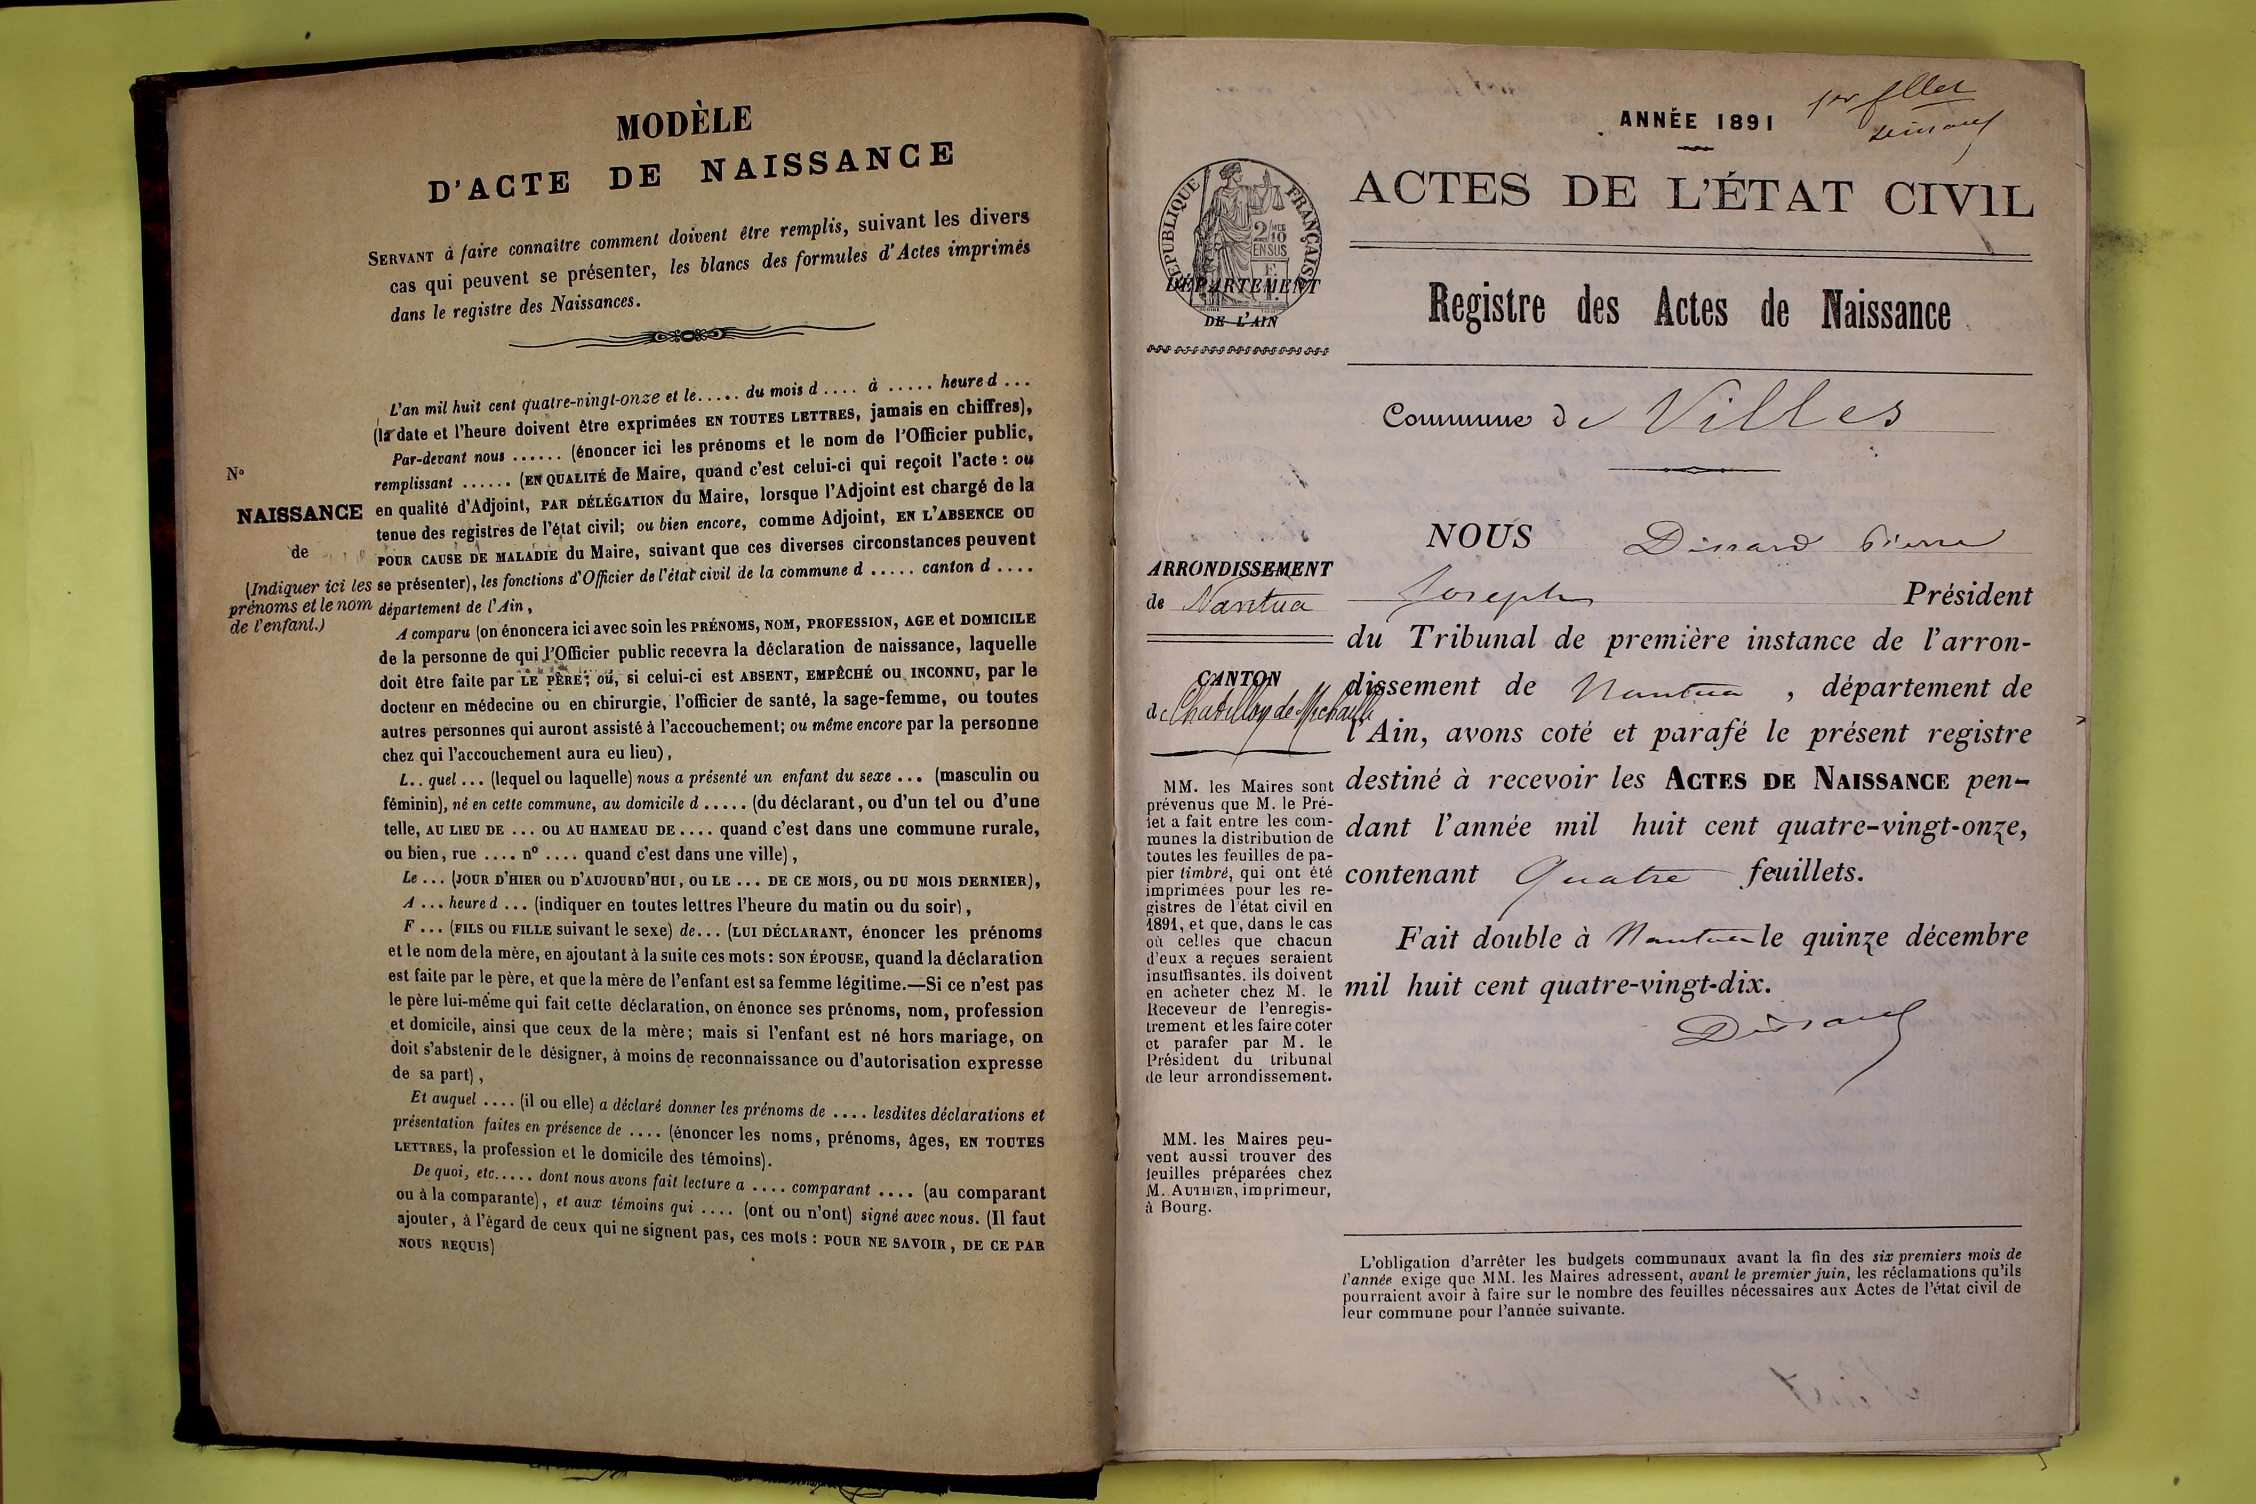 MODÈLE
D'ACTE DE NAISSANCE
SERVANT à faire connaître comment doivent être remplis, suivant les divers
cas qui peuvent se présenter, les blancs des formules d'Actes imprimés
dans le registre des Naissances.
L'an mil huit cent quatre-vingt-onze et le..... du mois d .... à ..... heure d ...
(la date et l'heure doivent être exprimées EN TOUTES LETTRES, jamais en chiffres),
Par-devant nous ...... (énoncer ici les prénoms et le nom de l'Officier public,
remplissant ...... (EN QUALITÉ de Maire, quand c'est celui-ci qui reçoit l'acte : ou
en qualité d'Adjoint, PAR DÉLÉGATION du Maire, lorsque l'Adjoint est chargé de la
tenue des registres de l'état civil; ou bien encore, comme Adjoint, EN L'ABSENCE OU
POUR CAUSE DE MALADIE du Maire, suivant que ces diverses circonstances peuvent
se présenter), les fonctions d'Officier de l'état civil de la commune d ..... canton d ....
département de l'Ain,
N°
NAISSANCE
de
(Indiquer ici les
prénoms et le nom
de l'enfant.)
A comparu (on énoncera ici avec soin les PRÉNOMS, NOM, PROFESSION, AGE et DOMICILE
de la personne de qui l'Officier public recevra la déclaration de naissance, laquelle
doit être faite par LE PÈRE; ou, si celui-ci est ABSENT, EMPÊCHÉ ou INCONNU, par le
docteur en médecine ou en chirurgie, l'officier de santé, la sage-femme, ou toutes
autres personnes qui auront assisté à l'accouchement; ou même encore par la personne
chez qui l'accouchement aura eu lieu),
L.. quel ... (lequel ou laquelle) nous a présenté un enfant du sexe ... (masculin ou
féminin), né en cette commune, au domicile d ..... (du déclarant, ou d'un tel ou d'une
telle, AU LIEU DE ... OU AU HAMEAU DE .... quand c'est dans une commune rurale,
ou bien, rue .... n° .... quand c'est dans une ville),
Le ... (JOUR D'HIER OU D'AUJOURD'HUI, OU LE ... DE CE MOIS, OU DU MOIS DERNIER),
A ... heure d ... (indiquer en toutes lettres l'heure du matin ou du soir),
F ... (FILS OU FILLE suivant le sexe) de... (LUI DÉCLARANT, énoncer les prénoms
et le nom de la mère, en ajoutant à la suite ces mots : SON ÉPOUSE, quand la déclaration
est faite par le père, et que la mère de l'enfant est sa femme légitime.—Si ce n'est pas
le père lui-même qui fait cette déclaration, on énonce ses prénoms, nom, profession
et domicile, ainsi que ceux de la mère; mais si l'enfant est né hors mariage, on
doit s'abstenir de le désigner, à moins de reconnaissance ou d'autorisation expresse
de sa part),
Et auquel .... (il ou elle) a déclaré donner les prénoms de .... lesdites déclarations et
présentation faites en présence de .... (énoncer les noms, prénoms, âges, EN TOUTES
LETTRES, la profession et le domicile des témoins).
De quoi, etc..... dont nous avons fait lecture a .... comparant .... (au comparant
ou à la comparante), et aux témoins qui .... (ont ou n'ont) signé avec nous. (Il faut
ajouter, à l'égard de ceux qui ne signent pas, ces mots : POUR NE SAVOIR, DE CE PAR
NOUS REQUIS)
ANNÉE 1891
1er fllet
Dissard
ACTES DE L'ÉTAT CIVIL
RÉPUBLIQUE FRANÇAISE
2/10 EN SUS
DÉPARTEMENT
DE L'AIN
Registre des Actes de Naissance
Commune de Villes
ARRONDISSEMENT
de Nantua
CANTON
de Chatillon de Michaille
MM. les Maires sont
prévenus que M. le Pré-
fet a fait entre les com-
munes la distribution de
toutes les feuilles de pa-
pier timbré, qui ont été
imprimées pour les re-
gistres de l'état civil en
1891, et que, dans le cas
où celles que chacun
d'eux a reçues seraient
insuffisantes, ils doivent
en acheter chez M. le
Receveur de l'enregis-
trement et les faire coter
et parafer par M. le
Président du tribunal
de leur arrondissement.
MM. les Maires peu-
vent aussi trouver des
feuilles préparées chez
M. AUTHIER, imprimeur,
à Bourg.
NOUS Dissard Pierre
Joseph Président
du Tribunal de première instance de l'arron-
dissement de Nantua, département de
l'Ain, avons coté et parafé le présent registre
destiné à recevoir les ACTES DE NAISSANCE pen-
dant l'année mil huit cent quatre-vingt-onze,
contenant Quatre feuillets.
Fait double à Nantua le quinze décembre
mil huit cent quatre-vingt-dix.
Dissard
L'obligation d'arrêter les budgets communaux avant la fin des six premiers mois de
l'année exige que MM. les Maires adressent, avant le premier juin, les réclamations qu'ils
pourraient avoir à faire sur le nombre des feuilles nécessaires aux Actes de l'état civil de
leur commune pour l'année suivante.